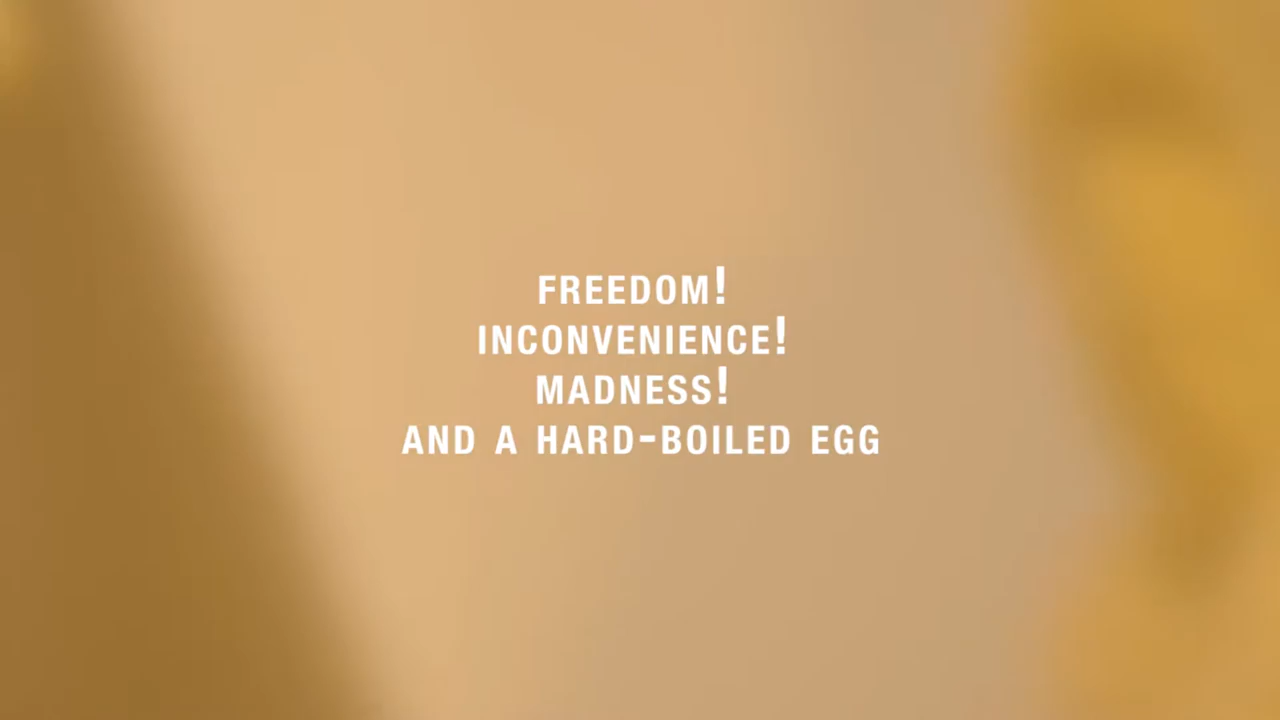 FREEDOM!
INCONVENIENCE!
MADNESS!
AND A HARD-BOILED EGG